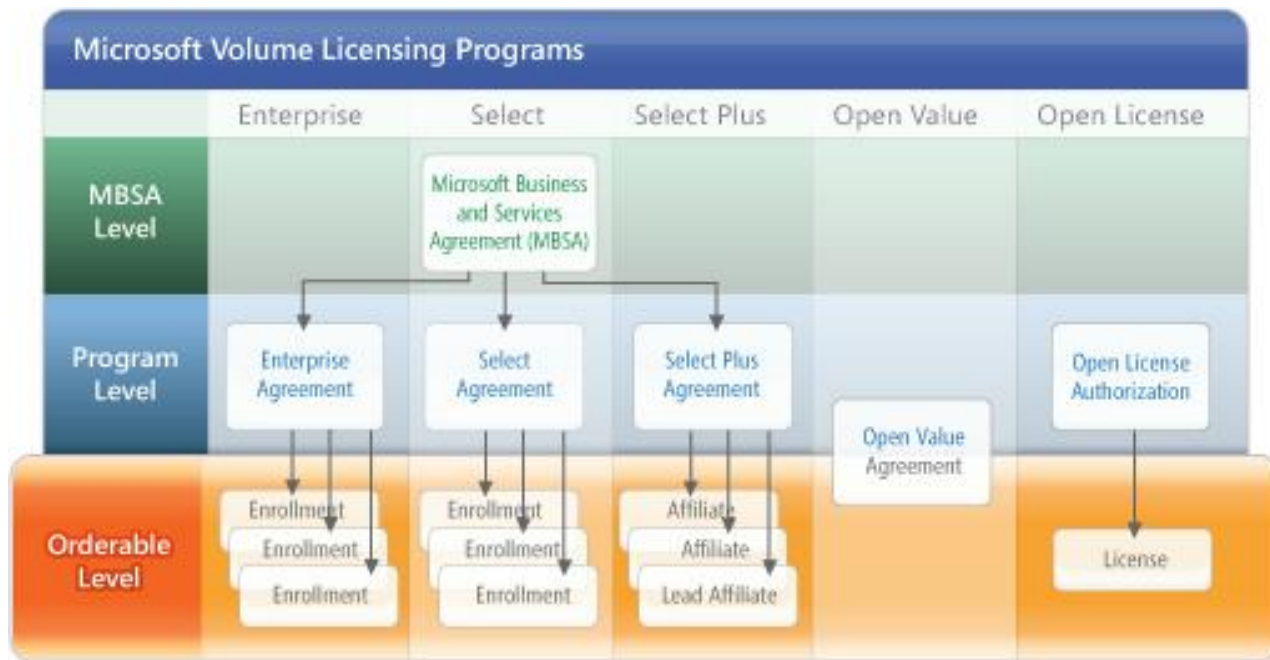 Microsoft Volume Licensing Programs
Enterprise Select Select Plus Open Value Open License
MBSA
Level
Microsoft Business
and Services
Agreement (MBSA)
Program
Level
Enterprise
Agreement
Select
Agreement
Select Plus
Agreement
Open Value
Agreement
Open License
Authorization
Orderable
Level
Enrollment
Enrollment
Enrollment
Enrollment
Enrollment
Enrollment
Affiliate
Affiliate
Lead Affiliate
License